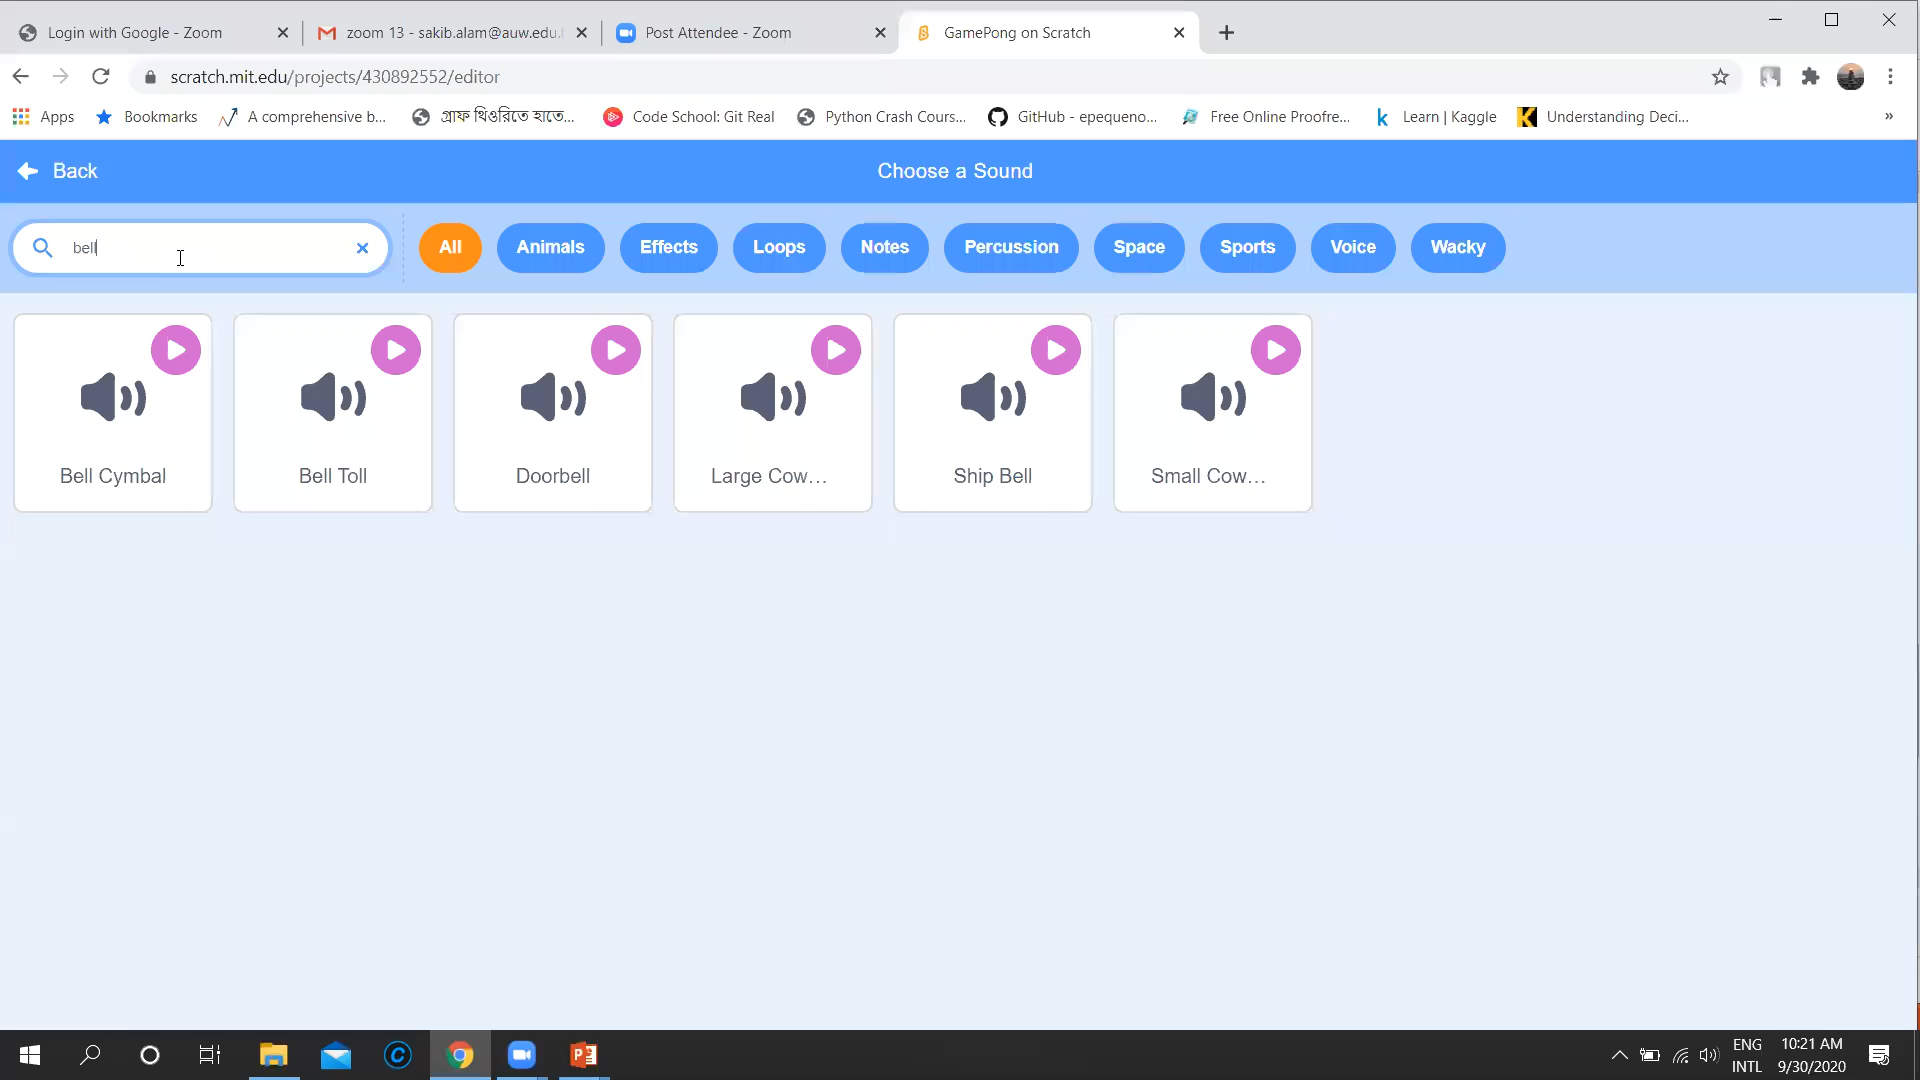 Login with Google - Zoom
zoom 13 - sakib.alam@auw.edu.
Post Attendee - Zoom
GamePong on Scratch
scratch.mit.edu/projects/430892552/editor
Apps
Bookmarks
A comprehensive b...
গ্রাফ থিওরিতে হাতে...
Code School: Git Real
Python Crash Cours...
GitHub - epequeno...
Free Online Proofre...
Learn | Kaggle
Understanding Deci...
»
Back
Choose a Sound
bell
All
Animals
Effects
Loops
Notes
Percussion
Space
Sports
Voice
Wacky
Bell Cymbal
Bell Toll
Doorbell
Large Cow...
Ship Bell
Small Cow...
ENG
INTL
10:21 AM
9/30/2020